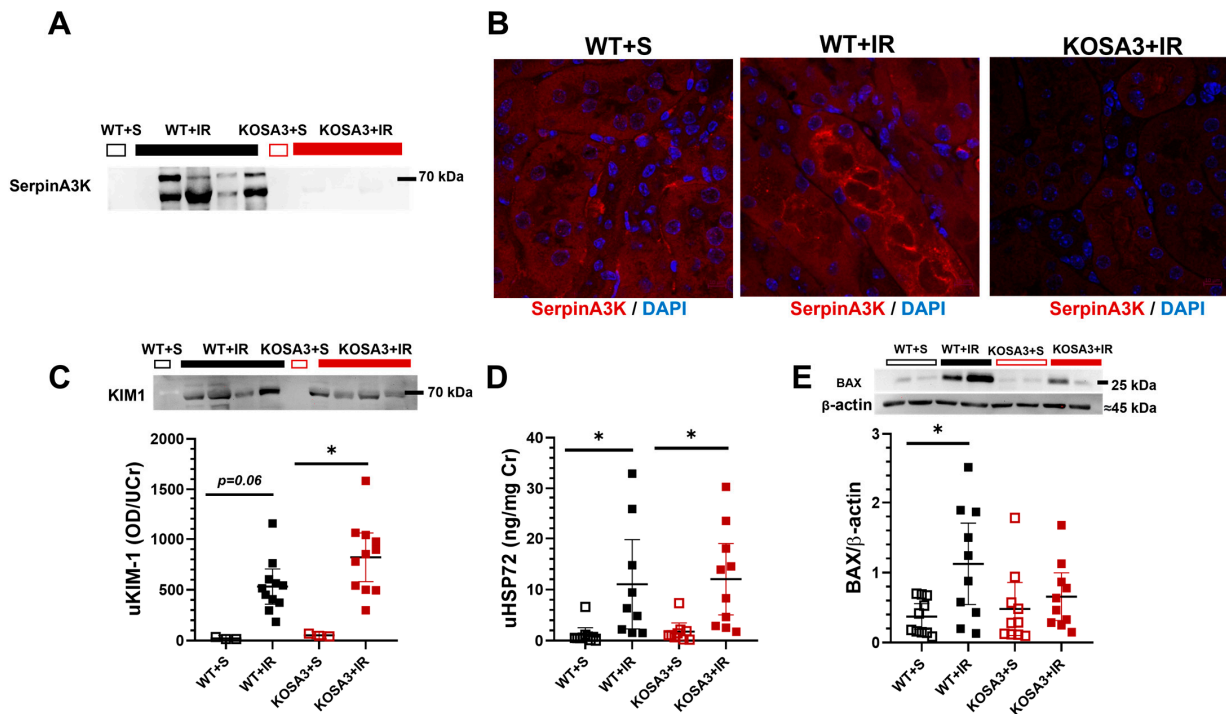 A
WT+S WT+IR KOSA3+S KOSA3+IR
SerpinA3K
70 kDa
B
WT+S WT+IR KOSA3+IR
SerpinA3K / DAPI SerpinA3K / DAPI SerpinA3K / DAPI
C
WT+S WT+IR KOSA3+S KOSA3+IR
KIM1
70 kDa
uKIM-1 (OD/UCr)
2000
1500
1000
500
0
p=0.06
*
WT+S
WT+IR
KOSA3+S
KOSA3+IR
D
uHSP72 (ng/mg Cr)
40
30
20
10
0
*
*
WT+S
WT+IR
KOSA3+S
KOSA3+IR
E
WT+S WT+IR KOSA3+S KOSA3+IR
BAX
25 kDa
β-actin
≈45 kDa
BAX/β-actin
3
2
1
0
*
WT+S
WT+IR
KOSA3+S
KOSA3+IR